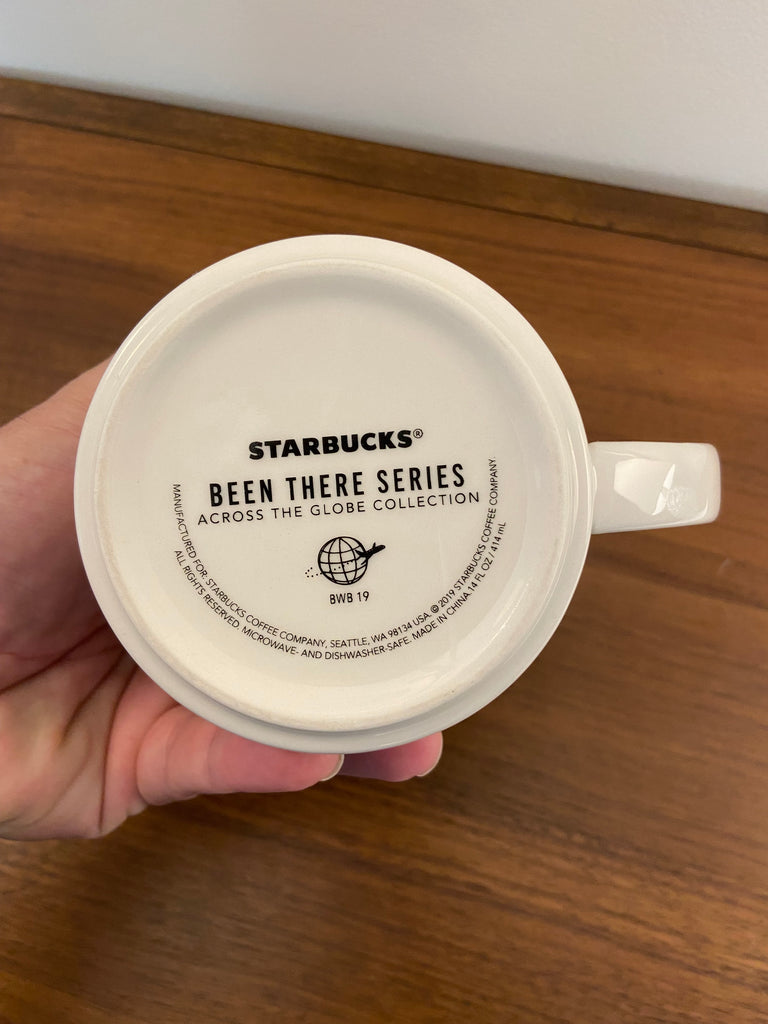 STARBUCKS®
BEEN THERE SERIES
ACROSS THE GLOBE COLLECTION
BWB 19
MANUFACTURED FOR: STARBUCKS COFFEE COMPANY, SEATTLE, WA 98134 USA. © 2019 STARBUCKS COFFEE COMPANY.
ALL RIGHTS RESERVED. MICROWAVE- AND DISHWASHER-SAFE. MADE IN CHINA. 14 FL OZ / 414 mL